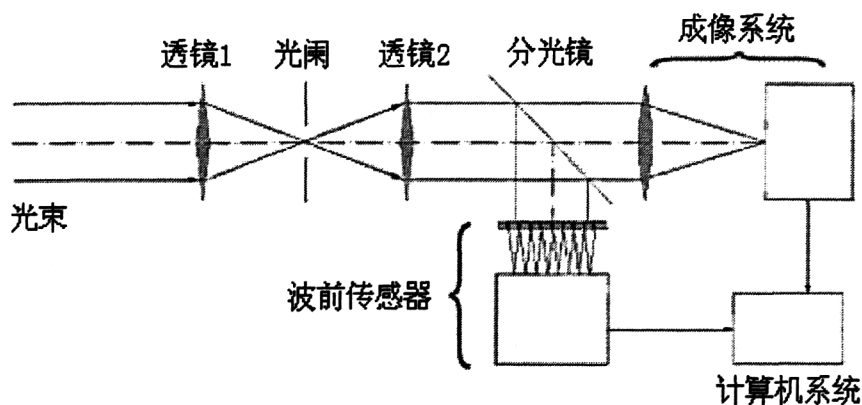 成像系统
透镜1
光阑
透镜2
分光镜
光束
波前传感器
计算机系统